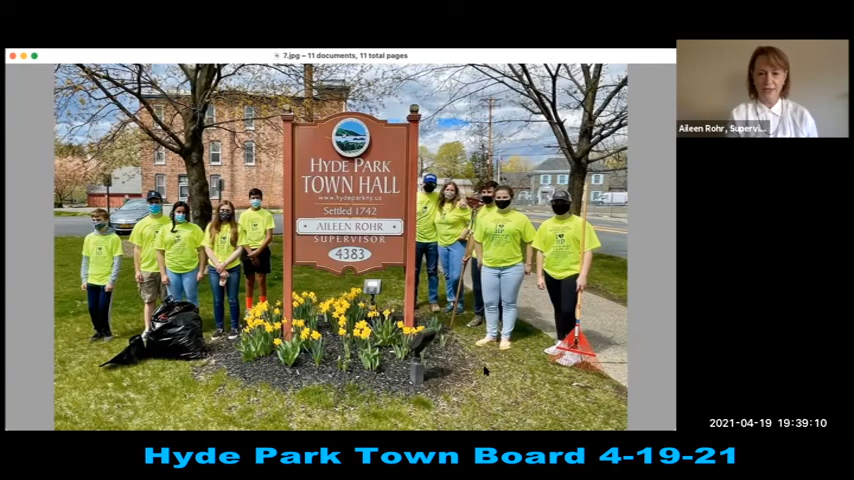 7.jpg – 11 documents, 11 total pages
Aileen Rohr, Supervi...
HYDE PARK
TOWN HALL
www.hydeparkny.us
Settled 1742
AILEEN ROHR
SUPERVISOR
4383
2021-04-19 19:39:10
Hyde Park Town Board 4-19-21